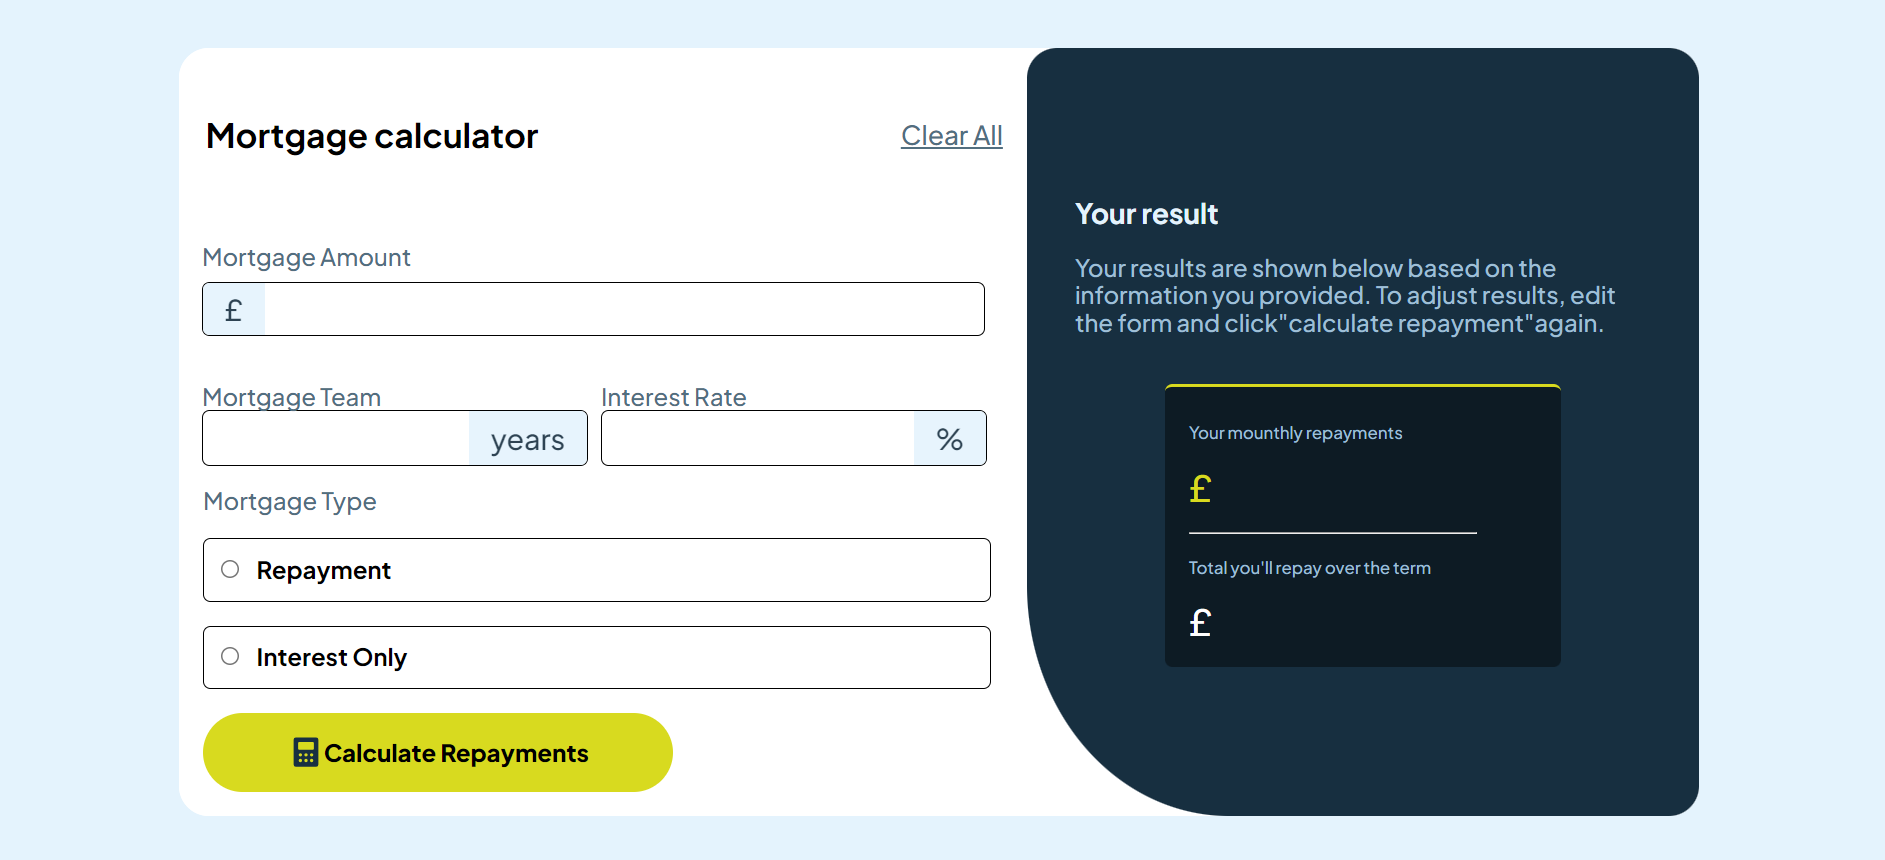 Mortgage calculator
Clear All
Mortgage Amount
£
Mortgage Team
Interest Rate
years
%
Mortgage Type
Repayment
Interest Only
Calculate Repayments
Your result
Your results are shown below based on the
information you provided. To adjust results, edit
the form and click"calculate repayment"again.
Your mounthly repayments
£
Total you'll repay over the term
£